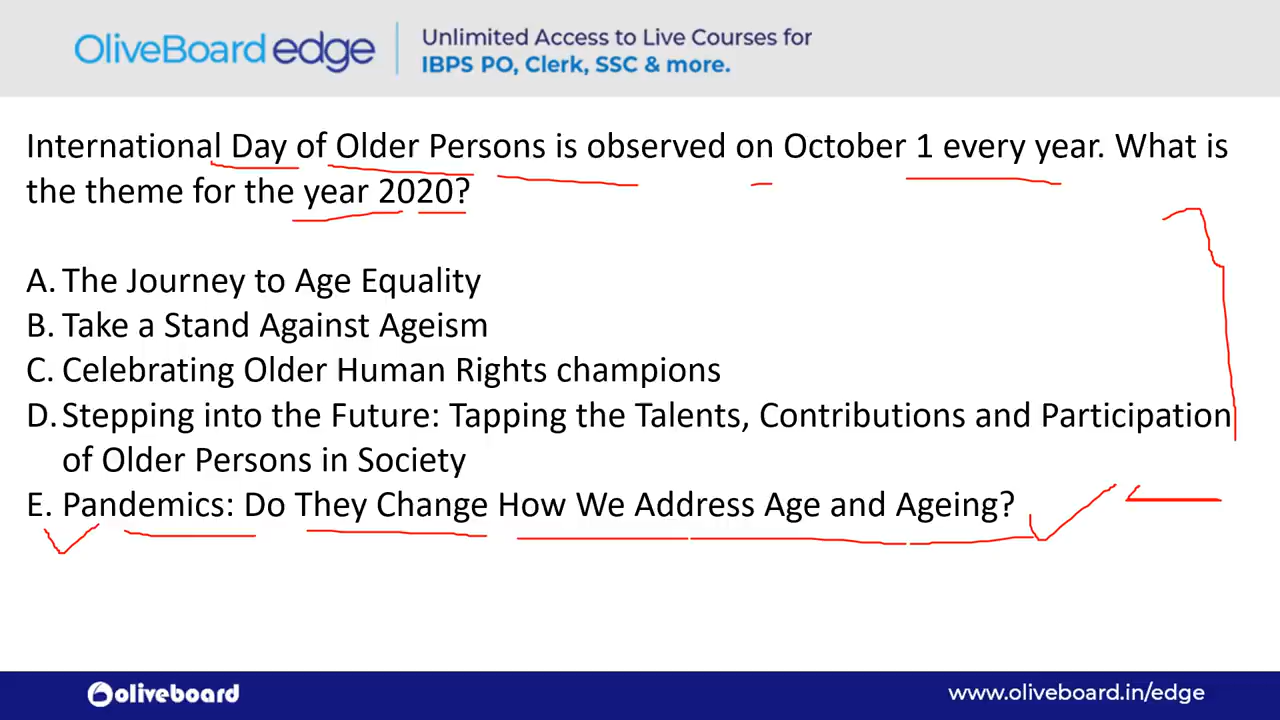 OliveBoard edge
Unlimited Access to Live Courses for
IBPS PO, Clerk, SSC & more.
International Day of Older Persons is observed on October 1 every year. What is
the theme for the year 2020?
A. The Journey to Age Equality
B. Take a Stand Against Ageism
C. Celebrating Older Human Rights champions
D. Stepping into the Future: Tapping the Talents, Contributions and Participation
of Older Persons in Society
E. Pandemics: Do They Change How We Address Age and Ageing?
oliveboard
www.oliveboard.in/edge